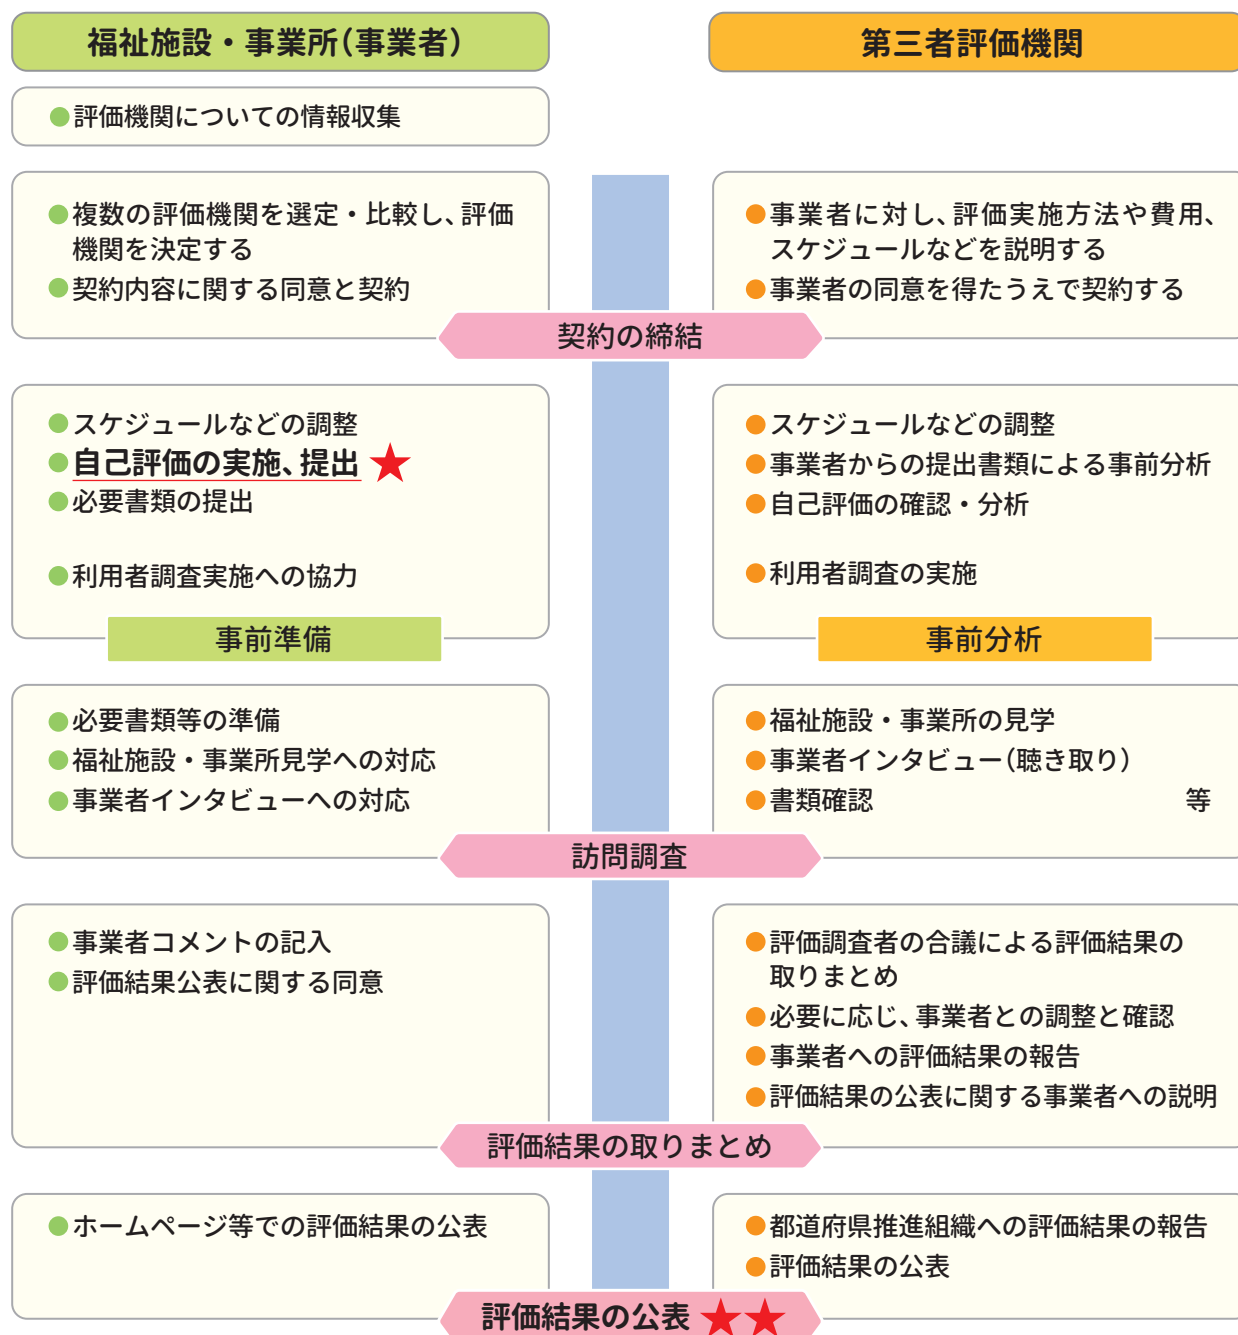 福祉施設・事業所(事業者)
第三者評価機関
●評価機関についての情報収集
●複数の評価機関を選定・比較し、評価
機関を決定する
●契約内容に関する同意と契約
●事業者に対し、評価実施方法や費用、
スケジュールなどを説明する
●事業者の同意を得たうえで契約する
契約の締結
●スケジュールなどの調整
●自己評価の実施、提出 ★
●必要書類の提出
●利用者調査実施への協力
事前準備
●スケジュールなどの調整
●事業者からの提出書類による事前分析
●自己評価の確認・分析
●利用者調査の実施
事前分析
●必要書類等の準備
●福祉施設・事業所見学への対応
●事業者インタビューへの対応
●福祉施設・事業所の見学
●事業者インタビュー(聴き取り)
●書類確認 等
訪問調査
●事業者コメントの記入
●評価結果公表に関する同意
●評価調査者の合議による評価結果の
取りまとめ
●必要に応じ、事業者との調整と確認
●事業者への評価結果の報告
●評価結果の公表に関する事業者への説明
評価結果の取りまとめ
●ホームページ等での評価結果の公表
●都道府県推進組織への評価結果の報告
●評価結果の公表
評価結果の公表 ★★